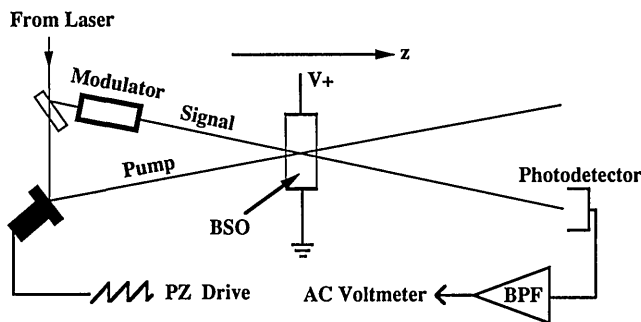 From Laser
z
Modulator
V+
Signal
Pump
Photodetector
BSO
PZ Drive
AC Voltmeter
BPF